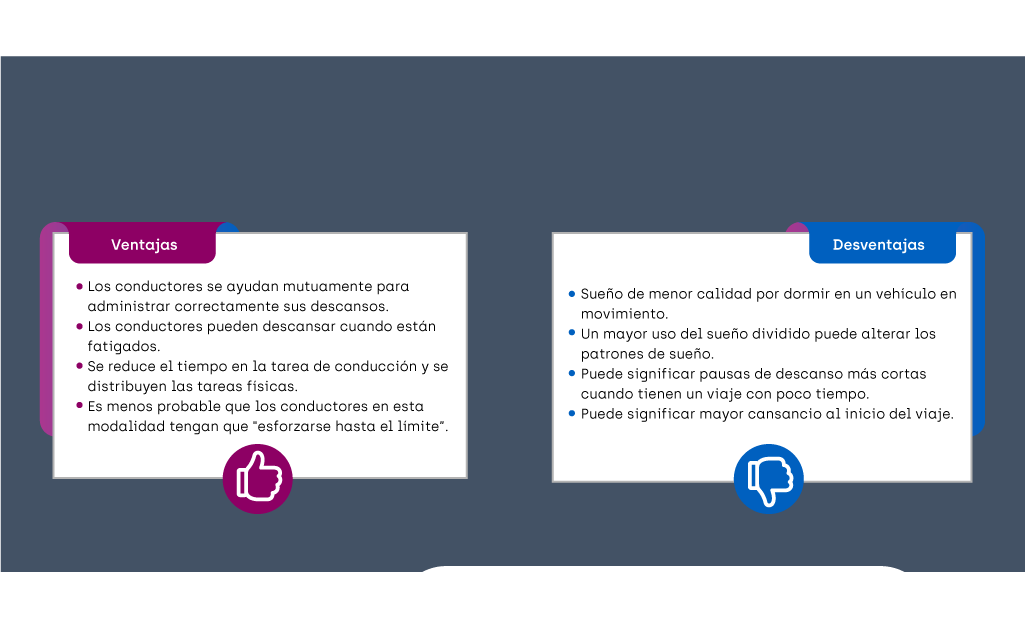 Ventajas
• Los conductores se ayudan mutuamente para
administrar correctamente sus descansos.
• Los conductores pueden descansar cuando están
fatigados.
• Se reduce el tiempo en la tarea de conducción y se
distribuyen las tareas físicas.
• Es menos probable que los conductores en esta
modalidad tengan que "esforzarse hasta el límite".
Desventajas
• Sueño de menor calidad por dormir en un vehículo en
movimiento.
• Un mayor uso del sueño dividido puede alterar los
patrones de sueño.
• Puede significar pausas de descanso más cortas
cuando tienen un viaje con poco tiempo.
• Puede significar mayor cansancio al inicio del viaje.